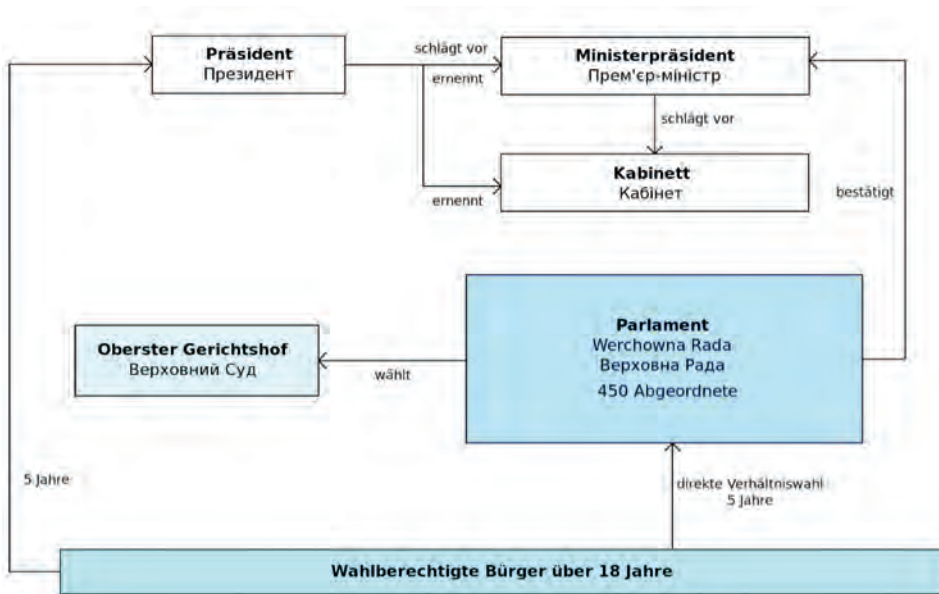 Präsident
Президент
schlägt vor
ernennt
Ministerpräsident
Прем'єр-міністр
schlägt vor
Kabinett
Кабінет
ernennt
bestätigt
Parlament
Werchowna Rada
Верховна Рада
450 Abgeordnete
Oberster Gerichtshof
Верховний Суд
wählt
5 Jahre
direkte Verhältniswahl
5 Jahre
Wahlberechtigte Bürger über 18 Jahre